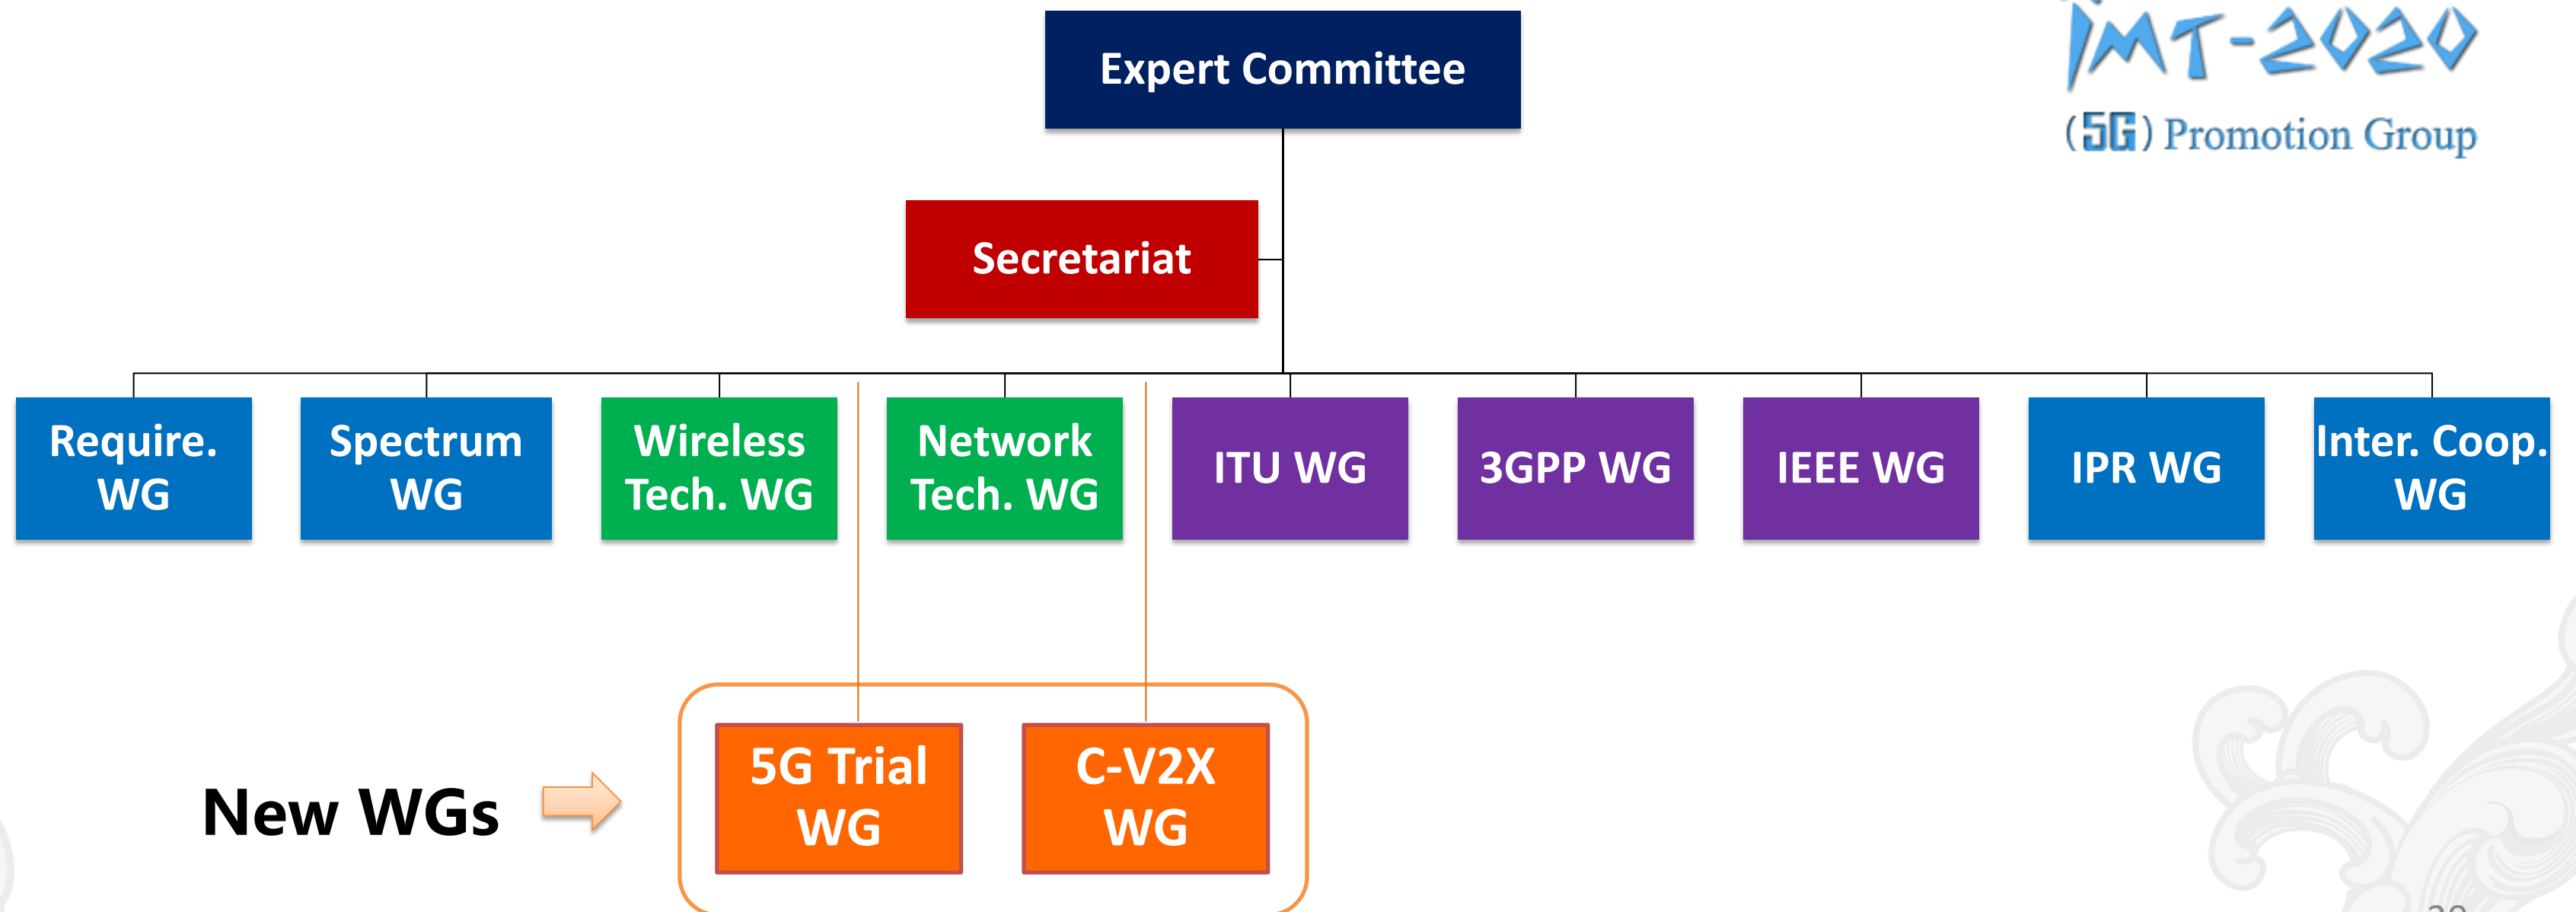 Expert Committee
IMT-2020
(5G) Promotion Group
Secretariat
Require.
WG
Spectrum
WG
Wireless
Tech. WG
Network
Tech. WG
ITU WG
3GPP WG
IEEE WG
IPR WG
Inter. Coop.
WG
New WGs
5G Trial
WG
C-V2X
WG